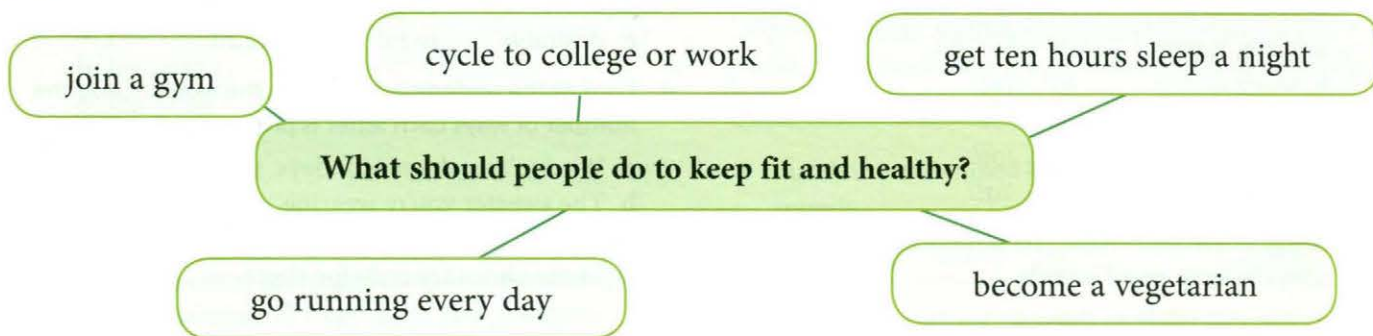 join a gym
cycle to college or work
get ten hours sleep a night
What should people do to keep fit and healthy?
go running every day
become a vegetarian